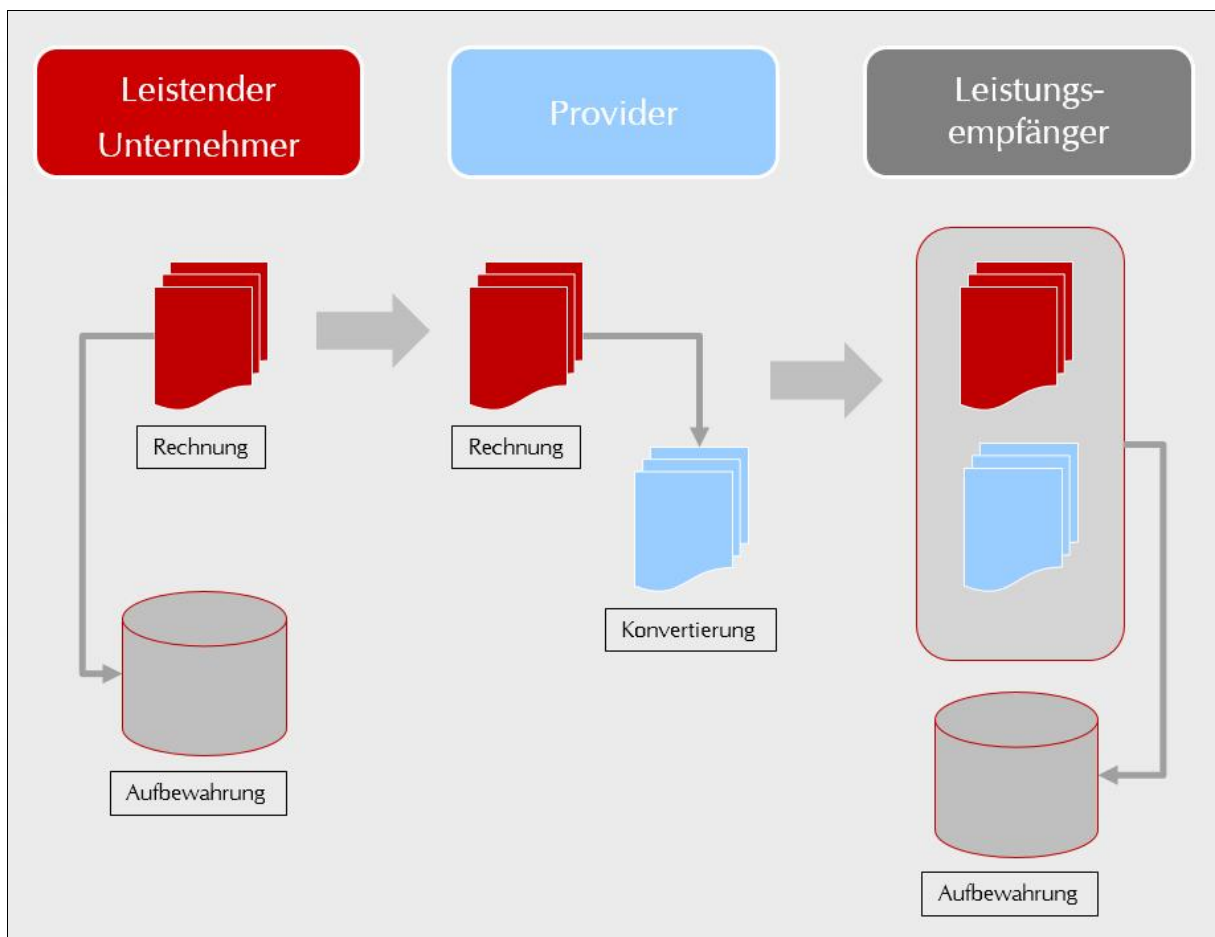 Leistender
Unternehmer
Provider
Leistungs-
empfänger
Rechnung
Rechnung
Konvertierung
Aufbewahrung
Aufbewahrung